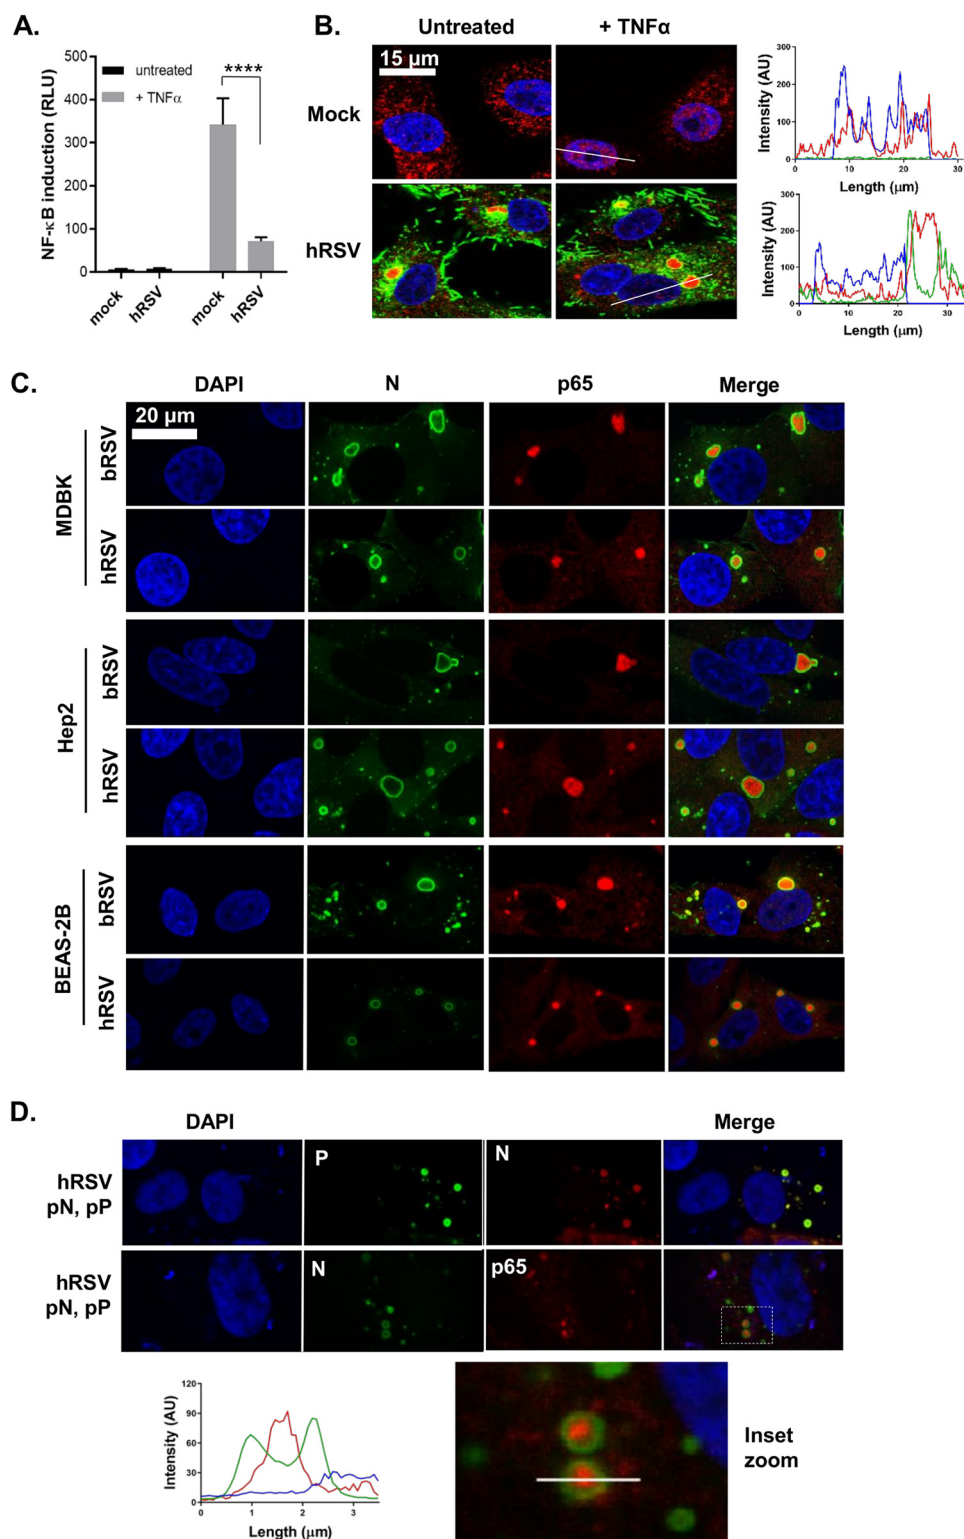 A.
NF-κB induction (RLU)
500
400
300
200
100
0
untreated
+ TNFα
****
mock
hRSV
mock
hRSV
B.
Untreated
+ TNFα
15 μm
Mock
hRSV
Intensity (AU)
300
200
100
0
0
10
20
30
Length (μm)
Intensity (AU)
300
200
100
0
0
10
20
30
Length (μm)
C.
DAPI
N
p65
Merge
20 μm
MDBK
bRSV
hRSV
Hep2
bRSV
hRSV
BEAS-2B
bRSV
hRSV
D.
DAPI
Merge
hRSV
pN, pP
P
N
hRSV
pN, pP
N
p65
Intensity (AU)
120
90
60
30
0
0
1
2
3
Length (μm)
Inset
zoom